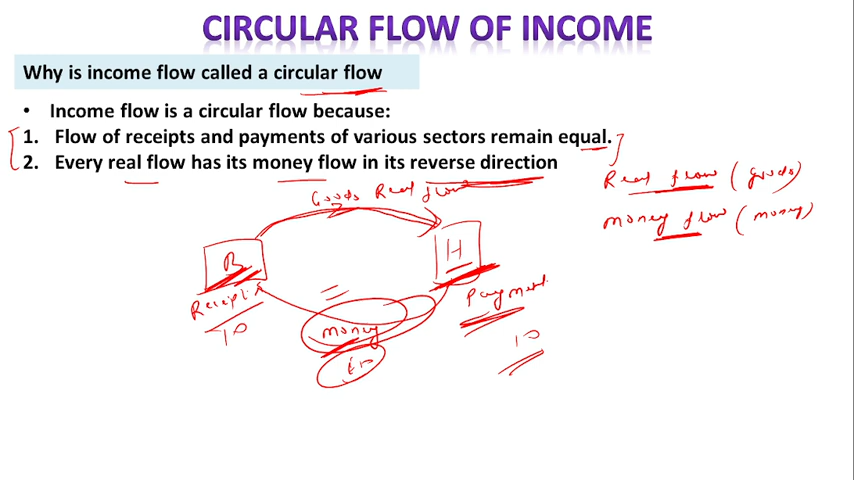 CIRCULAR FLOW OF INCOME
Why is income flow called a circular flow
• Income flow is a circular flow because:
1. Flow of receipts and payments of various sectors remain equal.
2. Every real flow has its money flow in its reverse direction
Real flow (goods)
money flow (money)
Goods Real flow
B
H
Receipts
10
=
money
Payment
10